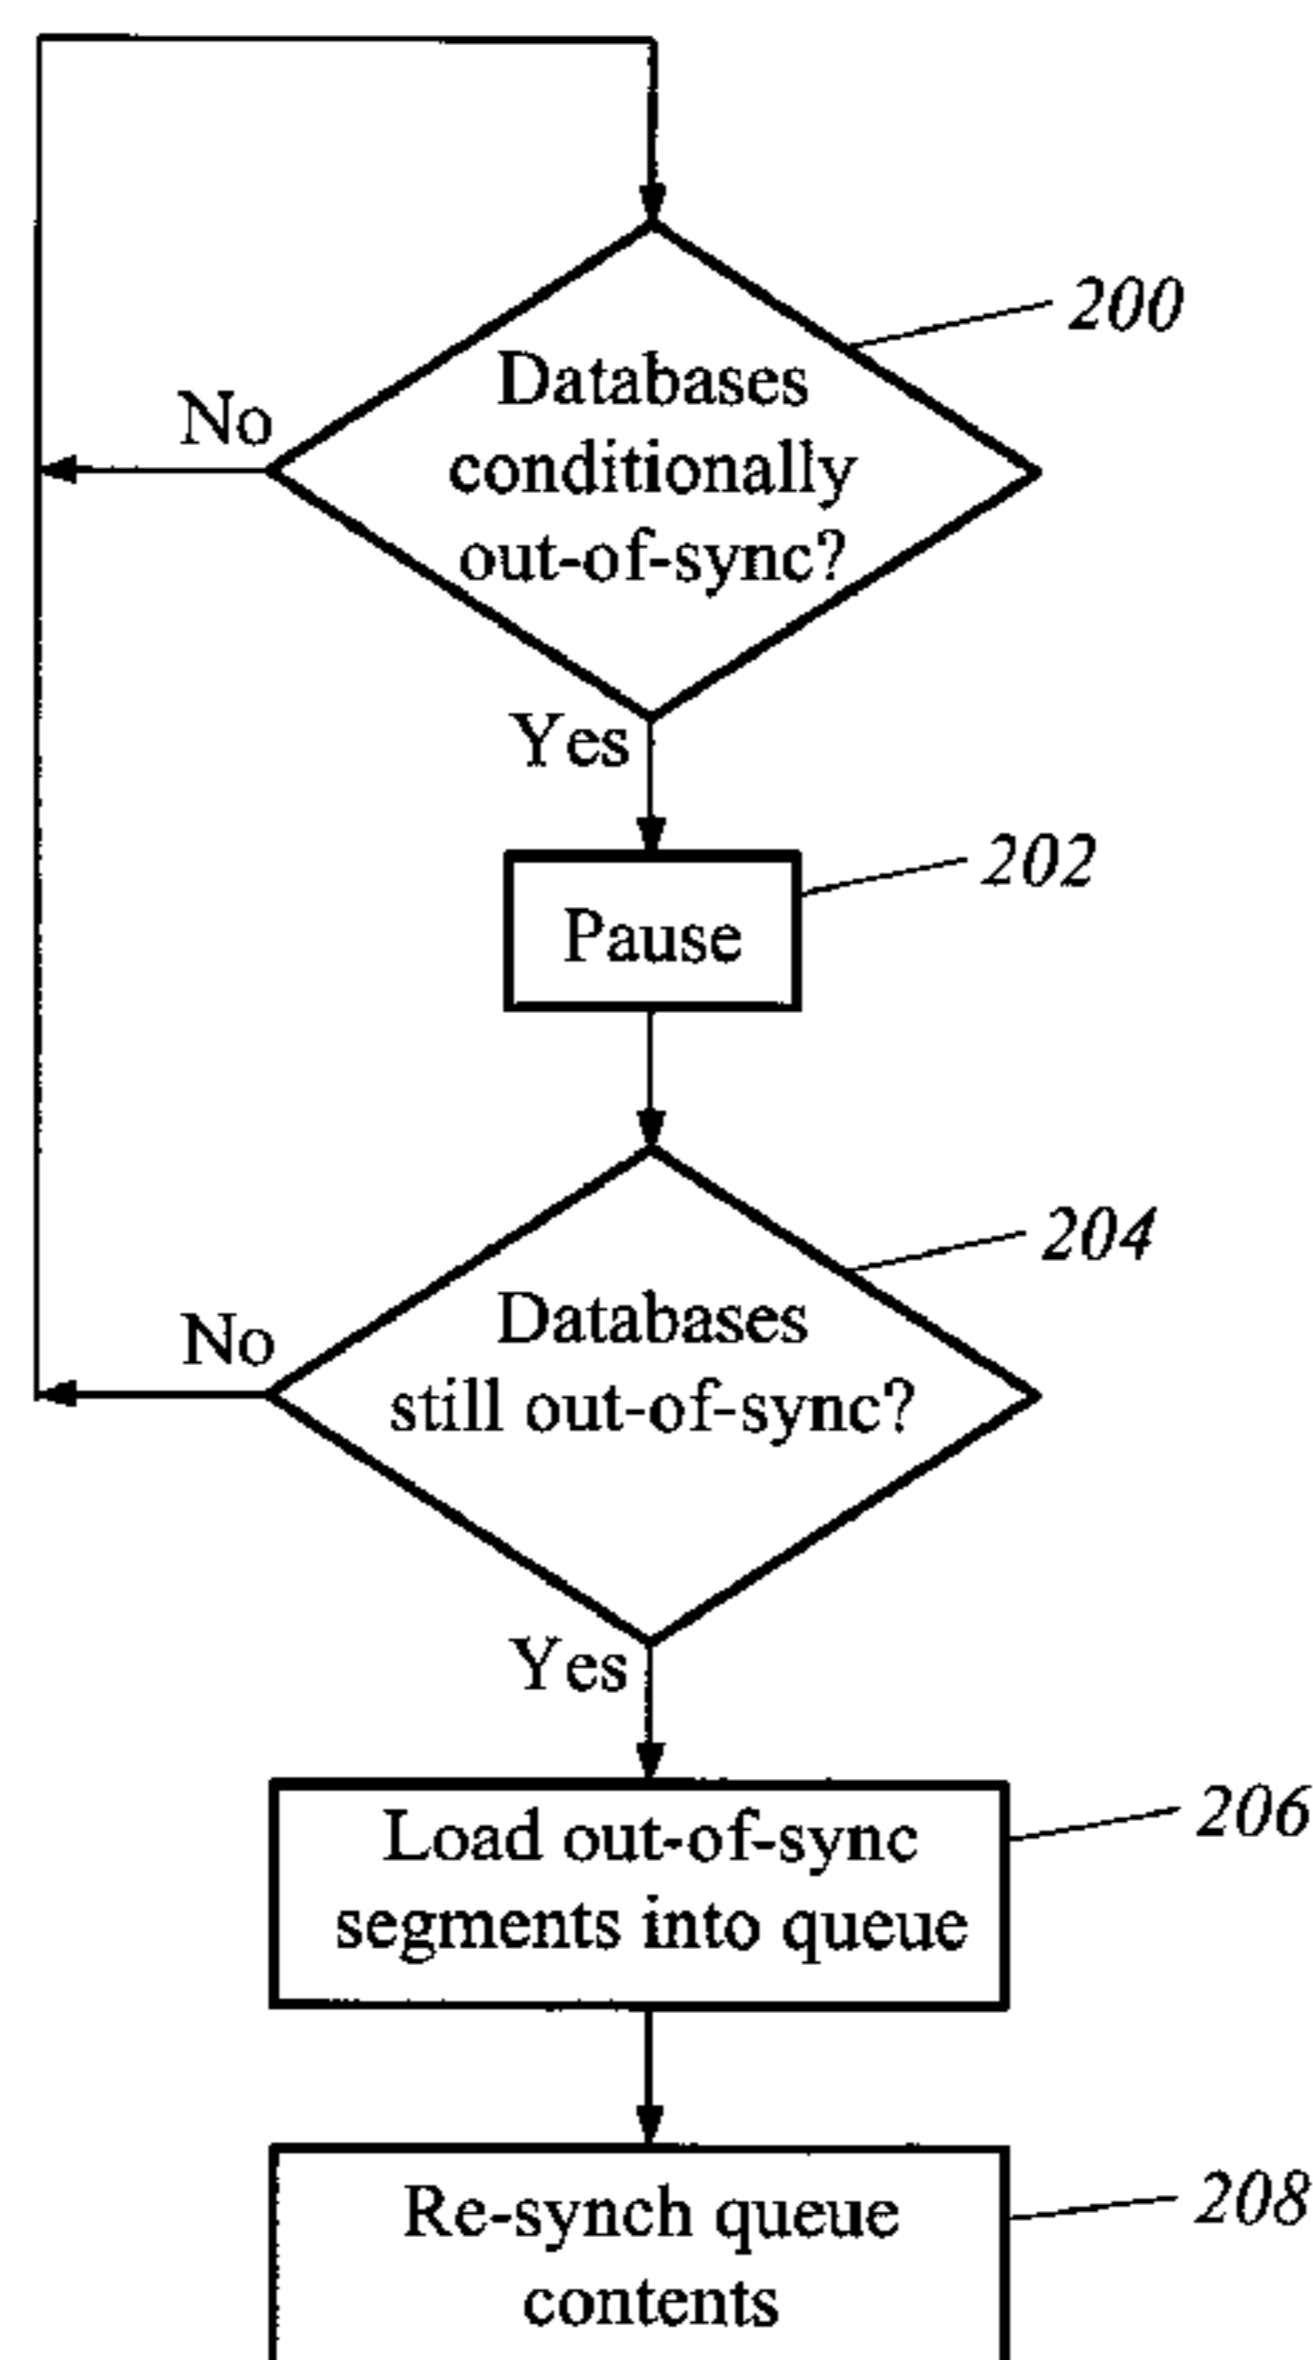 200
Databases
conditionally
out-of-sync?
No
Yes
202
Pause
204
Databases
still out-of-sync?
No
Yes
206
Load out-of-sync
segments into queue
208
Re-synch queue
contents